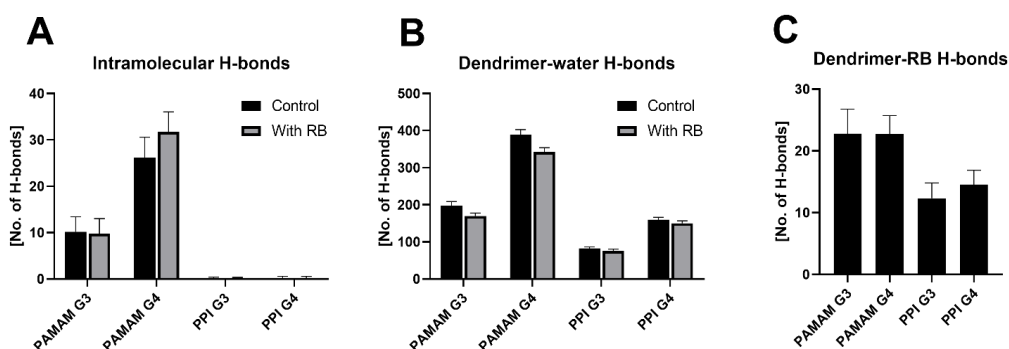 A
Intramolecular H-bonds
[No. of H-bonds]
40
30
20
10
0
Control
With RB
PAMAM G3
PAMAM G4
PPI G3
PPI G4
B
Dendrimer-water H-bonds
[No. of H-bonds]
500
400
300
200
100
0
Control
With RB
PAMAM G3
PAMAM G4
PPI G3
PPI G4
C
Dendrimer-RB H-bonds
[No. of H-bonds]
30
20
10
0
PAMAM G3
PAMAM G4
PPI G3
PPI G4